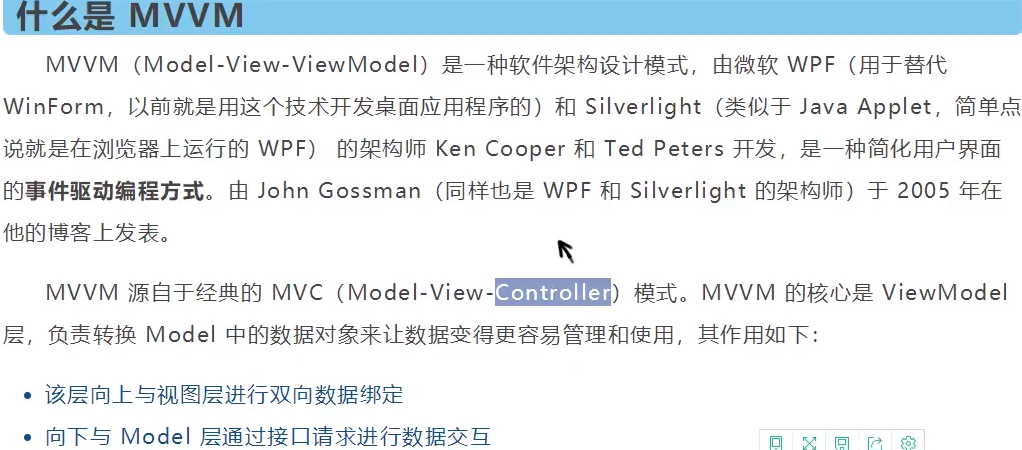 什么是 MVVM
MVVM（Model-View-ViewModel）是一种软件架构设计模式，由微软 WPF（用于替代
WinForm，以前就是用这个技术开发桌面应用程序的）和 Silverlight（类似于 Java Applet，简单点
说就是在浏览器上运行的 WPF） 的架构师 Ken Cooper 和 Ted Peters 开发，是一种简化用户界面
的事件驱动编程方式。由 John Gossman（同样也是 WPF 和 Silverlight 的架构师）于 2005 年在
他的博客上发表。
MVVM 源自于经典的 MVC（Model-View-Controller）模式。MVVM 的核心是 ViewModel
层，负责转换 Model 中的数据对象来让数据变得更容易管理和使用，其作用如下：
• 该层向上与视图层进行双向数据绑定
• 向下与 Model 层通过接口请求进行数据交互